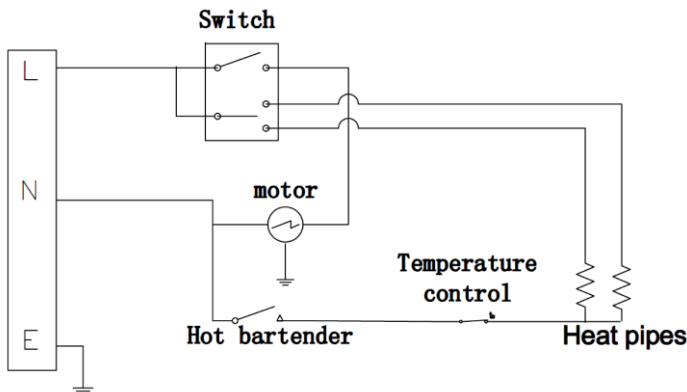 Switch
L
N
motor
Temperature
control
E
Hot bartender
Heat pipes